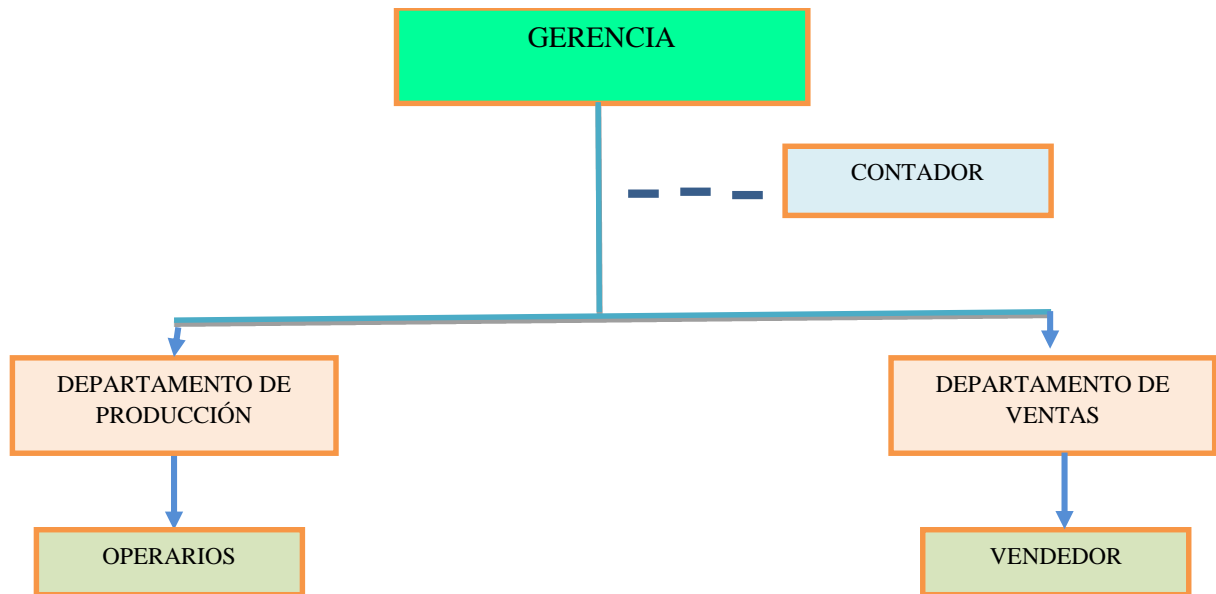 GERENCIA
CONTADOR
DEPARTAMENTO DE
PRODUCCIÓN
DEPARTAMENTO DE
VENTAS
OPERARIOS
VENDEDOR